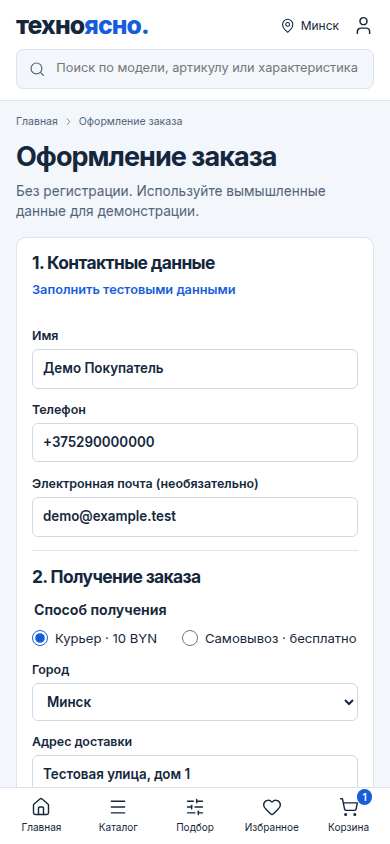 техноясно.
Минск
Поиск по модели, артикулу или характеристика
Главная > Оформление заказа
Оформление заказа
Без регистрации. Используйте вымышленные
данные для демонстрации.
1. Контактные данные
Заполнить тестовыми данными
Имя
Демо Покупатель
Телефон
+375290000000
Электронная почта (необязательно)
demo@example.test
2. Получение заказа
Способ получения
Курьер · 10 BYN Самовывоз · бесплатно
Город
Минск
Адрес доставки
Тестовая улица, дом 1
1
Главная Каталог Подбор Избранное Корзина